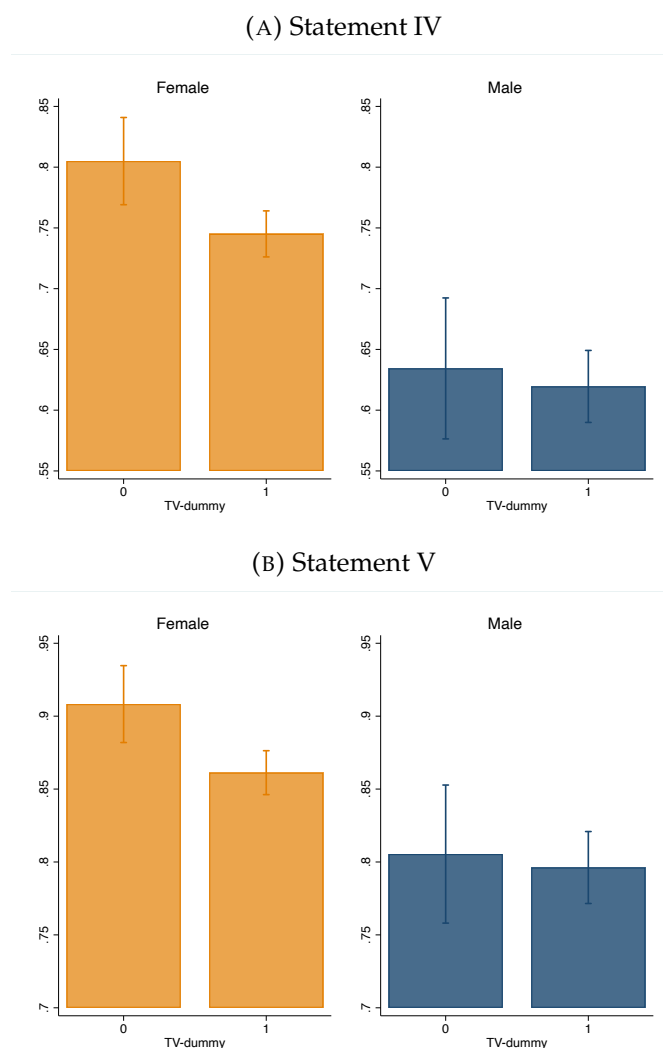 (A) Statement IV
Female Male
.85 .85
.8 .8
.75 .75
.7 .7
.65 .65
.6 .6
.55 .55
0 1 0 1
TV-dummy TV-dummy
(B) Statement V
Female Male
.95 .95
.9 .9
.85 .85
.8 .8
.75 .75
.7 .7
0 1 0 1
TV-dummy TV-dummy